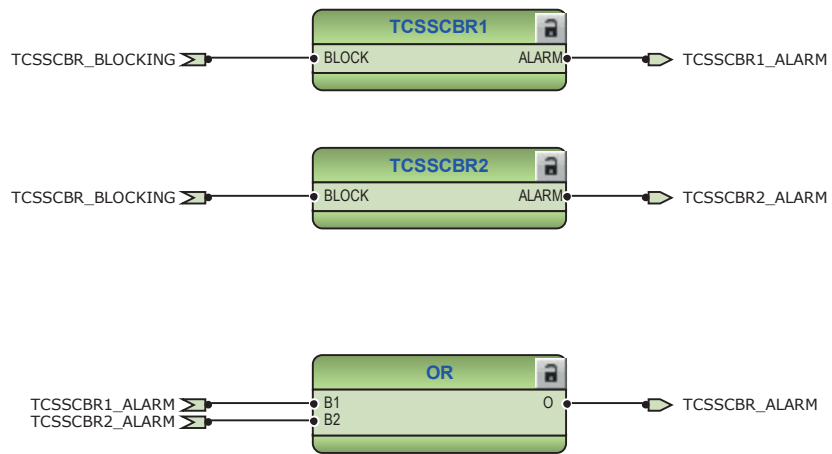 TCSSCBR1
TCSSCBR_BLOCKING BLOCK ALARM TCSSCBR1_ALARM
TCSSCBR2
TCSSCBR_BLOCKING BLOCK ALARM TCSSCBR2_ALARM
OR
TCSSCBR1_ALARM B1 O TCSSCBR_ALARM
TCSSCBR2_ALARM B2